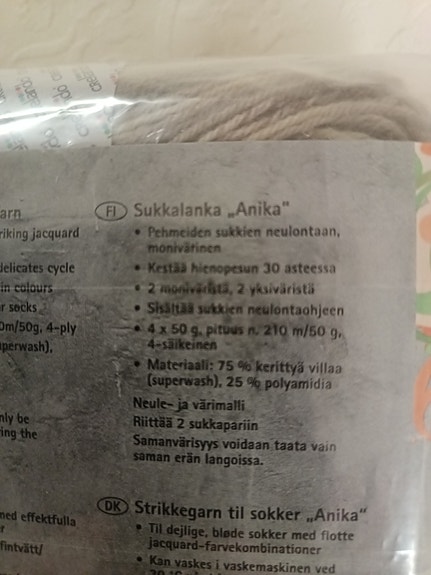 arn
riking jacquard
delicates cycle
in colours
r socks
0m/50g, 4-ply
perwash),
nly be
ing the
ned effektfulla
r
fintvätt/
FI Sukkalanka „Anika"
• Pehmeiden sukkien neulontaan,
monivärinen
• Kestää hienopesun 30 asteessa
• 2 moniväristä, 2 yksiväristä
• Sisältää sukkien neulontaohjeen
• 4 x 50 g, pituus n. 210 m/50 g,
4-säikeinen
• Materiaali: 75 % kerittyä villaa
(superwash), 25 % polyamidia
Neule- ja värimalli
Riittää 2 sukkapariin
Samanvärisyys voidaan taata vain
saman erän langoissa.
DK Strikkegarn til sokker „Anika"
• Til dejlige, bløde sokker med flotte
jacquard-farvekombinationer
• Kan vaskes i vaskemaskinen ved